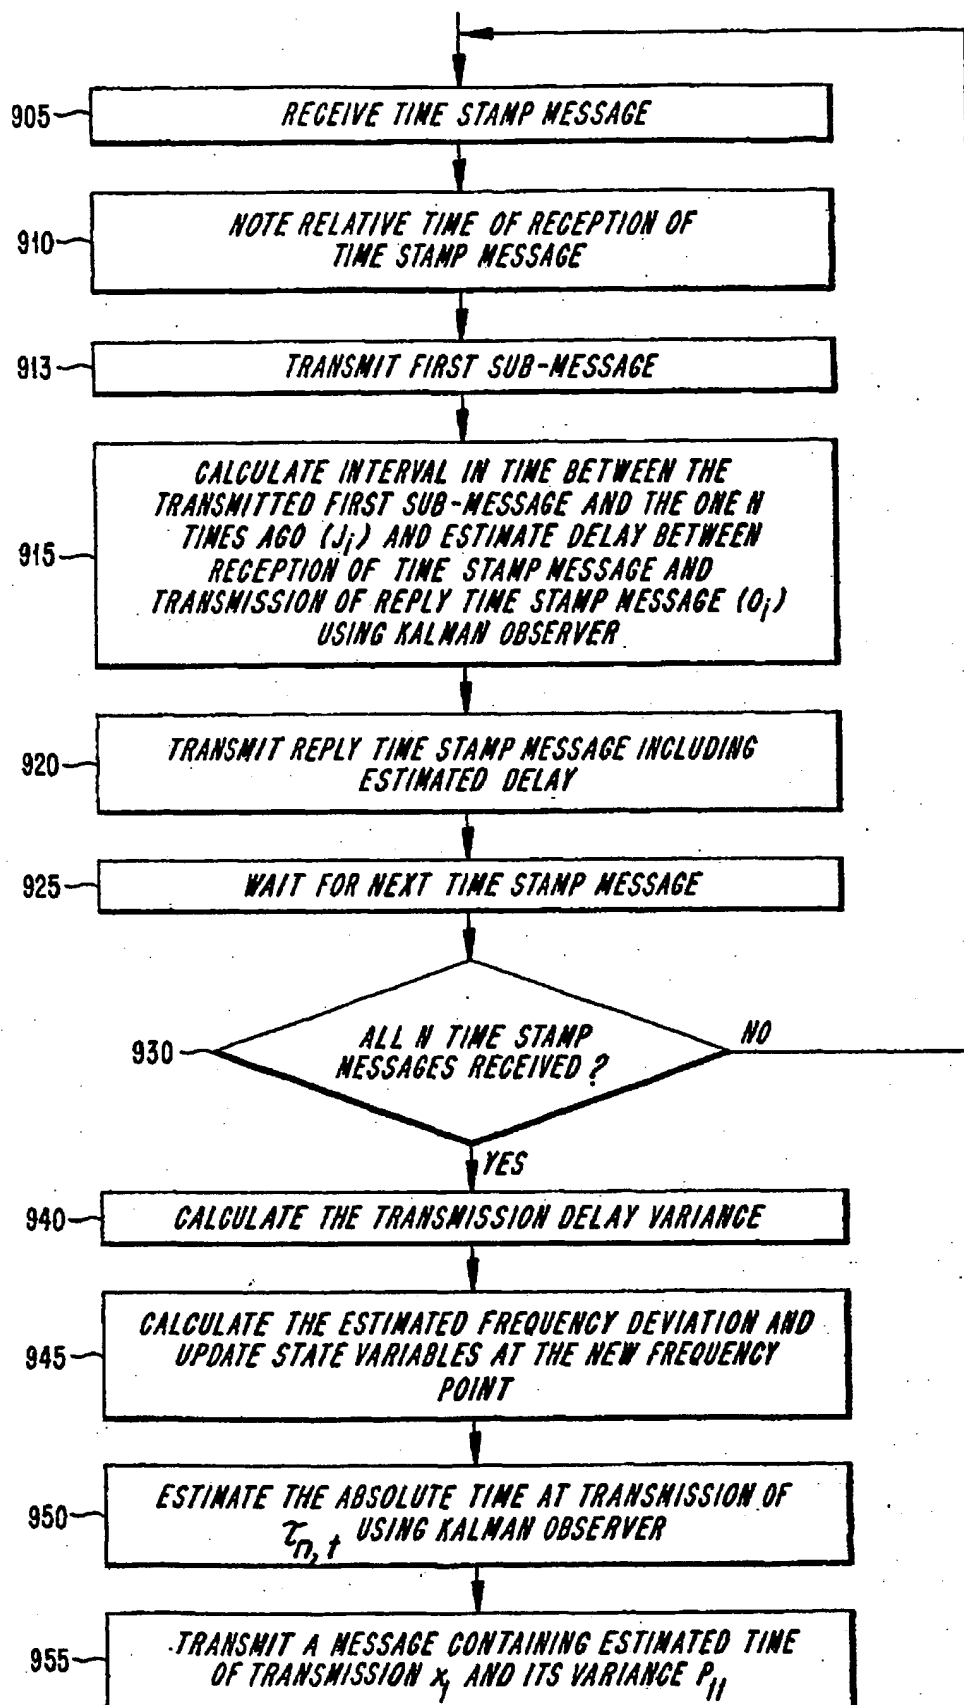 905
RECEIVE TIME STAMP MESSAGE
910
NOTE RELATIVE TIME OF RECEPTION OF
TIME STAMP MESSAGE
913
TRANSMIT FIRST SUB-MESSAGE
915
CALCULATE INTERVAL IN TIME BETWEEN THE
TRANSMITTED FIRST SUB-MESSAGE AND THE ONE N
TIMES AGO (J_i) AND ESTIMATE DELAY BETWEEN
RECEPTION OF TIME STAMP MESSAGE AND
TRANSMISSION OF REPLY TIME STAMP MESSAGE (O_i)
USING KALMAN OBSERVER
920
TRANSMIT REPLY TIME STAMP MESSAGE INCLUDING
ESTIMATED DELAY
925
WAIT FOR NEXT TIME STAMP MESSAGE
930
ALL N TIME STAMP
MESSAGES RECEIVED?
NO
YES
940
CALCULATE THE TRANSMISSION DELAY VARIANCE
945
CALCULATE THE ESTIMATED FREQUENCY DEVIATION AND
UPDATE STATE VARIABLES AT THE NEW FREQUENCY
POINT
950
ESTIMATE THE ABSOLUTE TIME AT TRANSMISSION OF
τ_n,t USING KALMAN OBSERVER
955
TRANSMIT A MESSAGE CONTAINING ESTIMATED TIME
OF TRANSMISSION x_1 AND ITS VARIANCE P_11